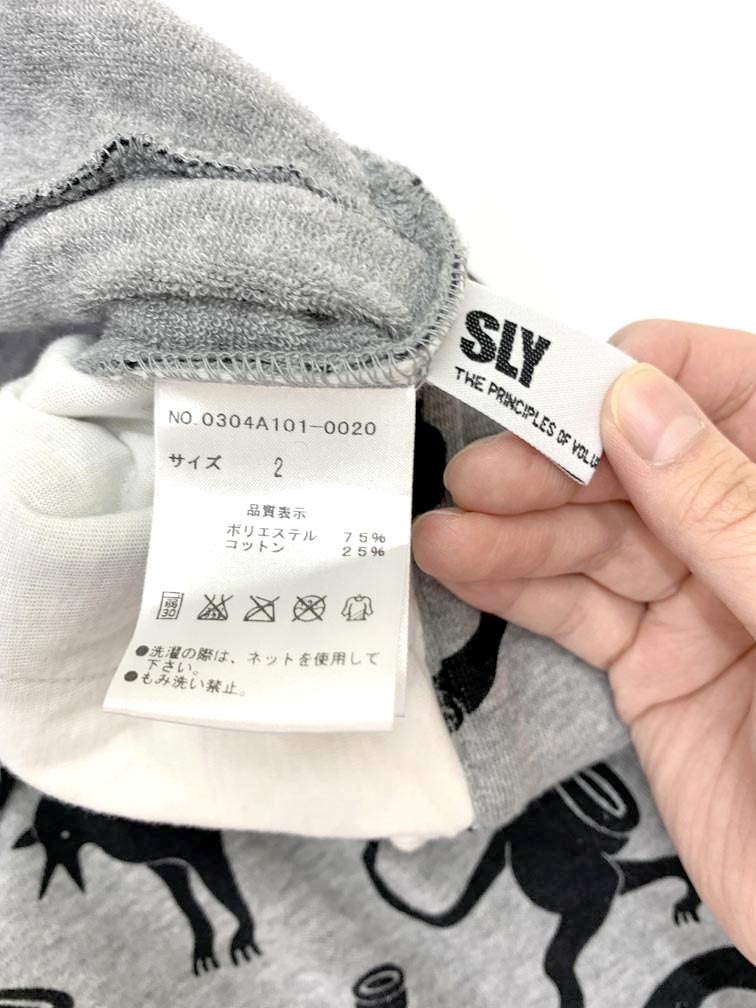 SLY
THE PRINCIPLES OF
NO.0304A101-0020
サイズ 2
品質表示
ポリエステル 75%
コットン 25%
弱
30
●洗濯の際は、ネットを使用して
下さい。
●もみ洗い禁止。